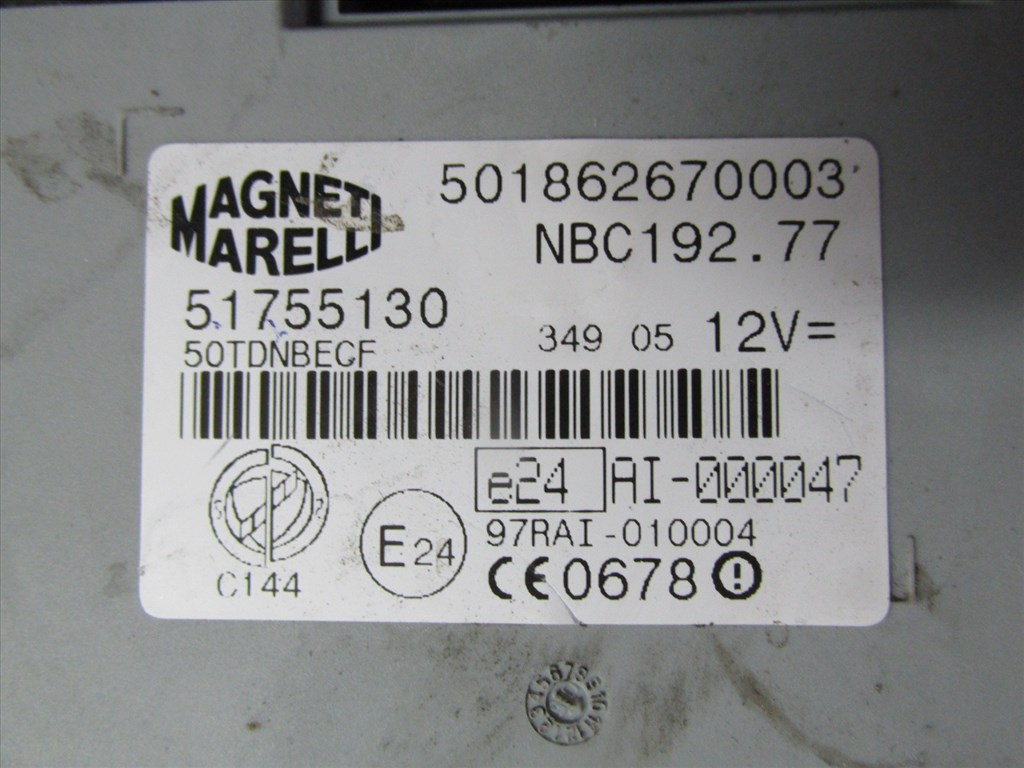 MAGNETI
MARELLI
501862670003
NBC192.77
51755130
50TDNBECF
349 05 12V=
e24 AI-000047
97RAI-010004
E24
C144
CE0678